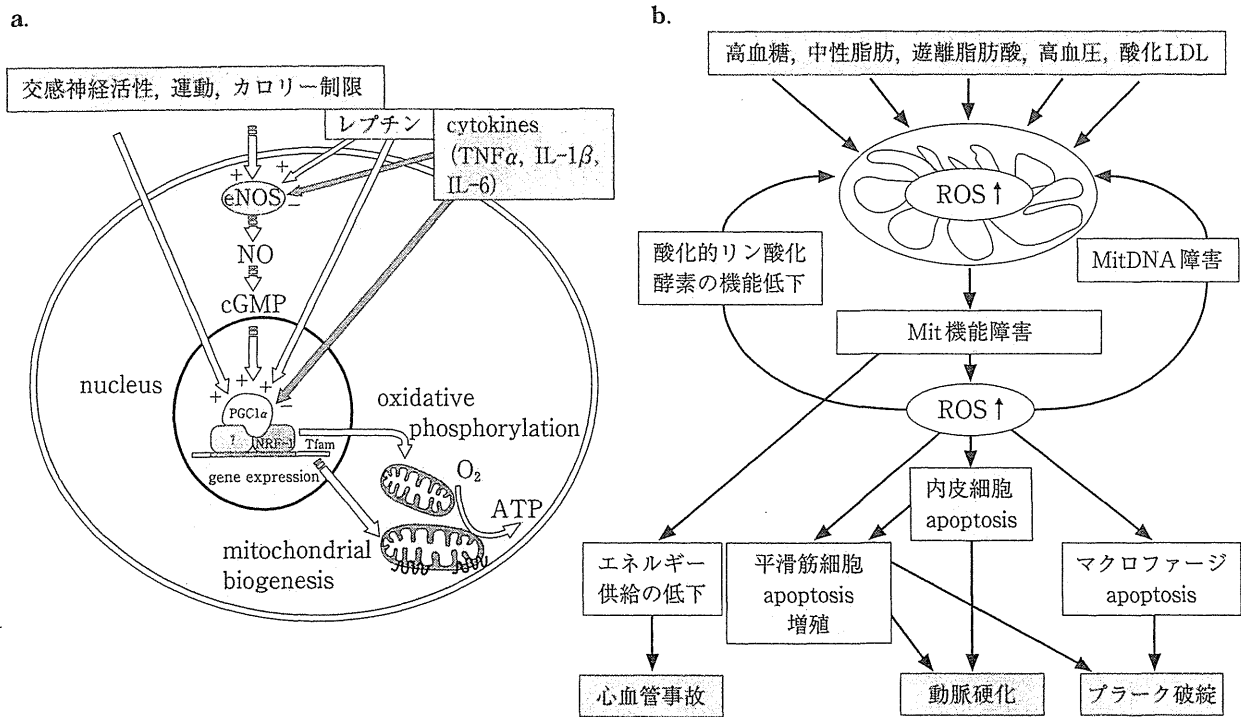 a.
交感神経活性, 運動, カロリー制限
レプチン
cytokines
(TNFα, IL-1β,
IL-6)
+
+
eNOS
−
NO
cGMP
nucleus
+
+
+
−
PGC1α
?
NRF-1
Tfam
gene expression
oxidative
phosphorylation
O₂
ATP
mitochondrial
biogenesis
b.
高血糖, 中性脂肪, 遊離脂肪酸, 高血圧, 酸化LDL
ROS↑
酸化的リン酸化
酵素の機能低下
MitDNA障害
Mit機能障害
ROS↑
内皮細胞
apoptosis
エネルギー
供給の低下
平滑筋細胞
apoptosis
増殖
マクロファージ
apoptosis
心血管事故
動脈硬化
プラーク破綻